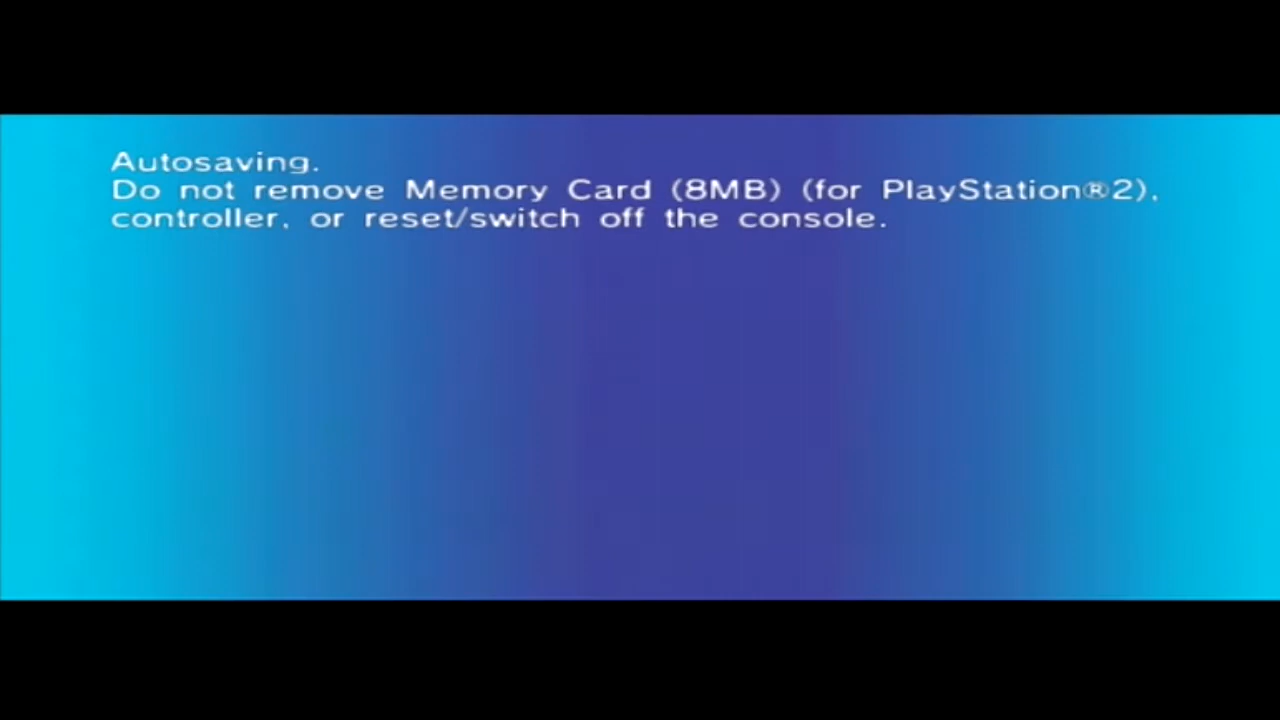 Autosaving.
Do not remove Memory Card (8MB) (for PlayStation®2),
controller, or reset/switch off the console.